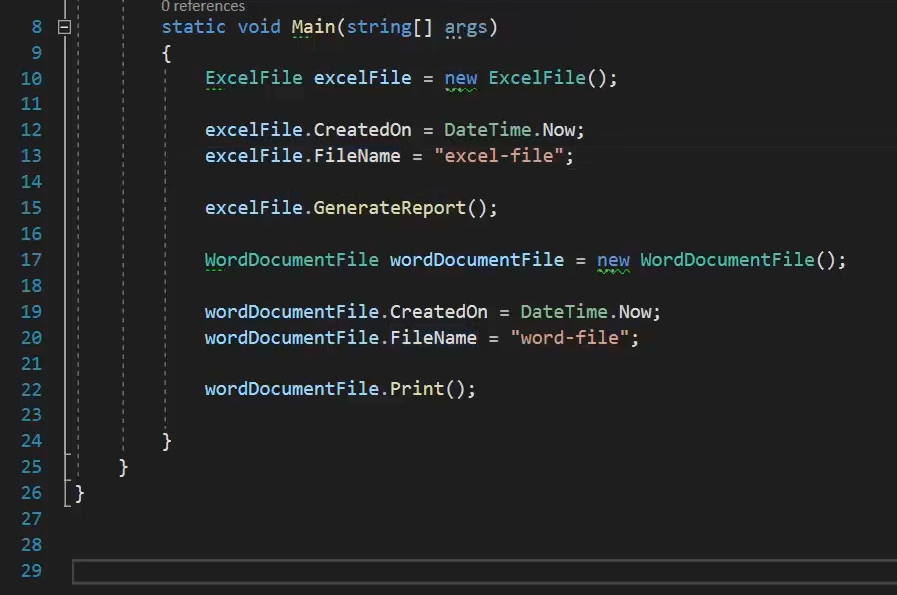 0 references
8 static void Main(string[] args)
9 {
10 ExcelFile excelFile = new ExcelFile();
11
12 excelFile.CreatedOn = DateTime.Now;
13 excelFile.FileName = "excel-file";
14
15 excelFile.GenerateReport();
16
17 WordDocumentFile wordDocumentFile = new WordDocumentFile();
18
19 wordDocumentFile.CreatedOn = DateTime.Now;
20 wordDocumentFile.FileName = "word-file";
21
22 wordDocumentFile.Print();
23
24 }
25 }
26 }
27
28
29